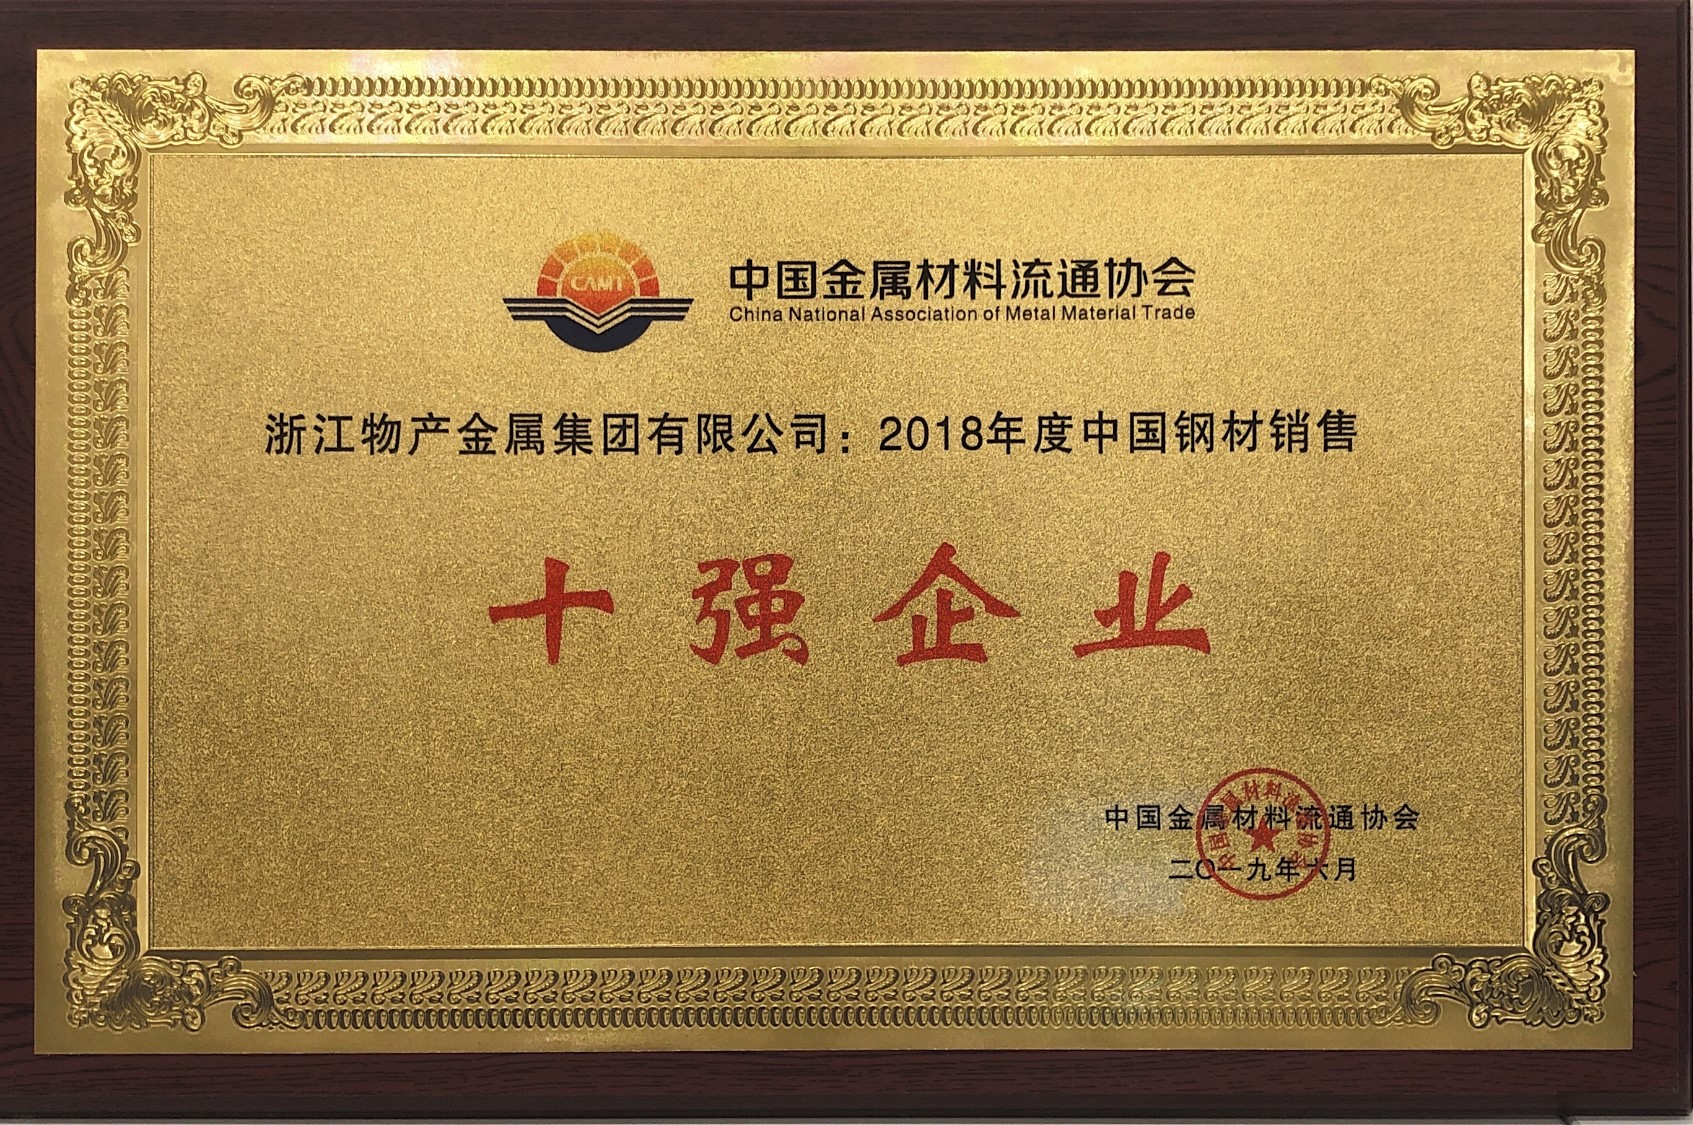 CAMT
中国金属材料流通协会
China National Association of Metal Material Trade
浙江物产金属集团有限公司：2018年度中国钢材销售
十强企业
中国金属材料流通协会
二〇一九年六月